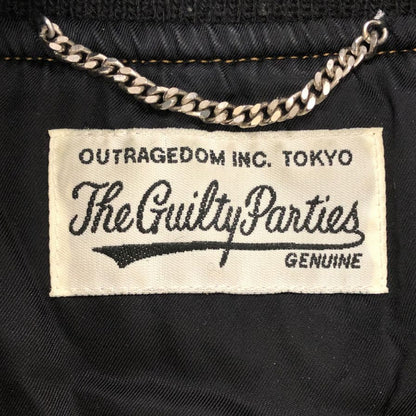 OUTRAGEDOM INC. TOKYO
The Guilty Parties
GENUINE